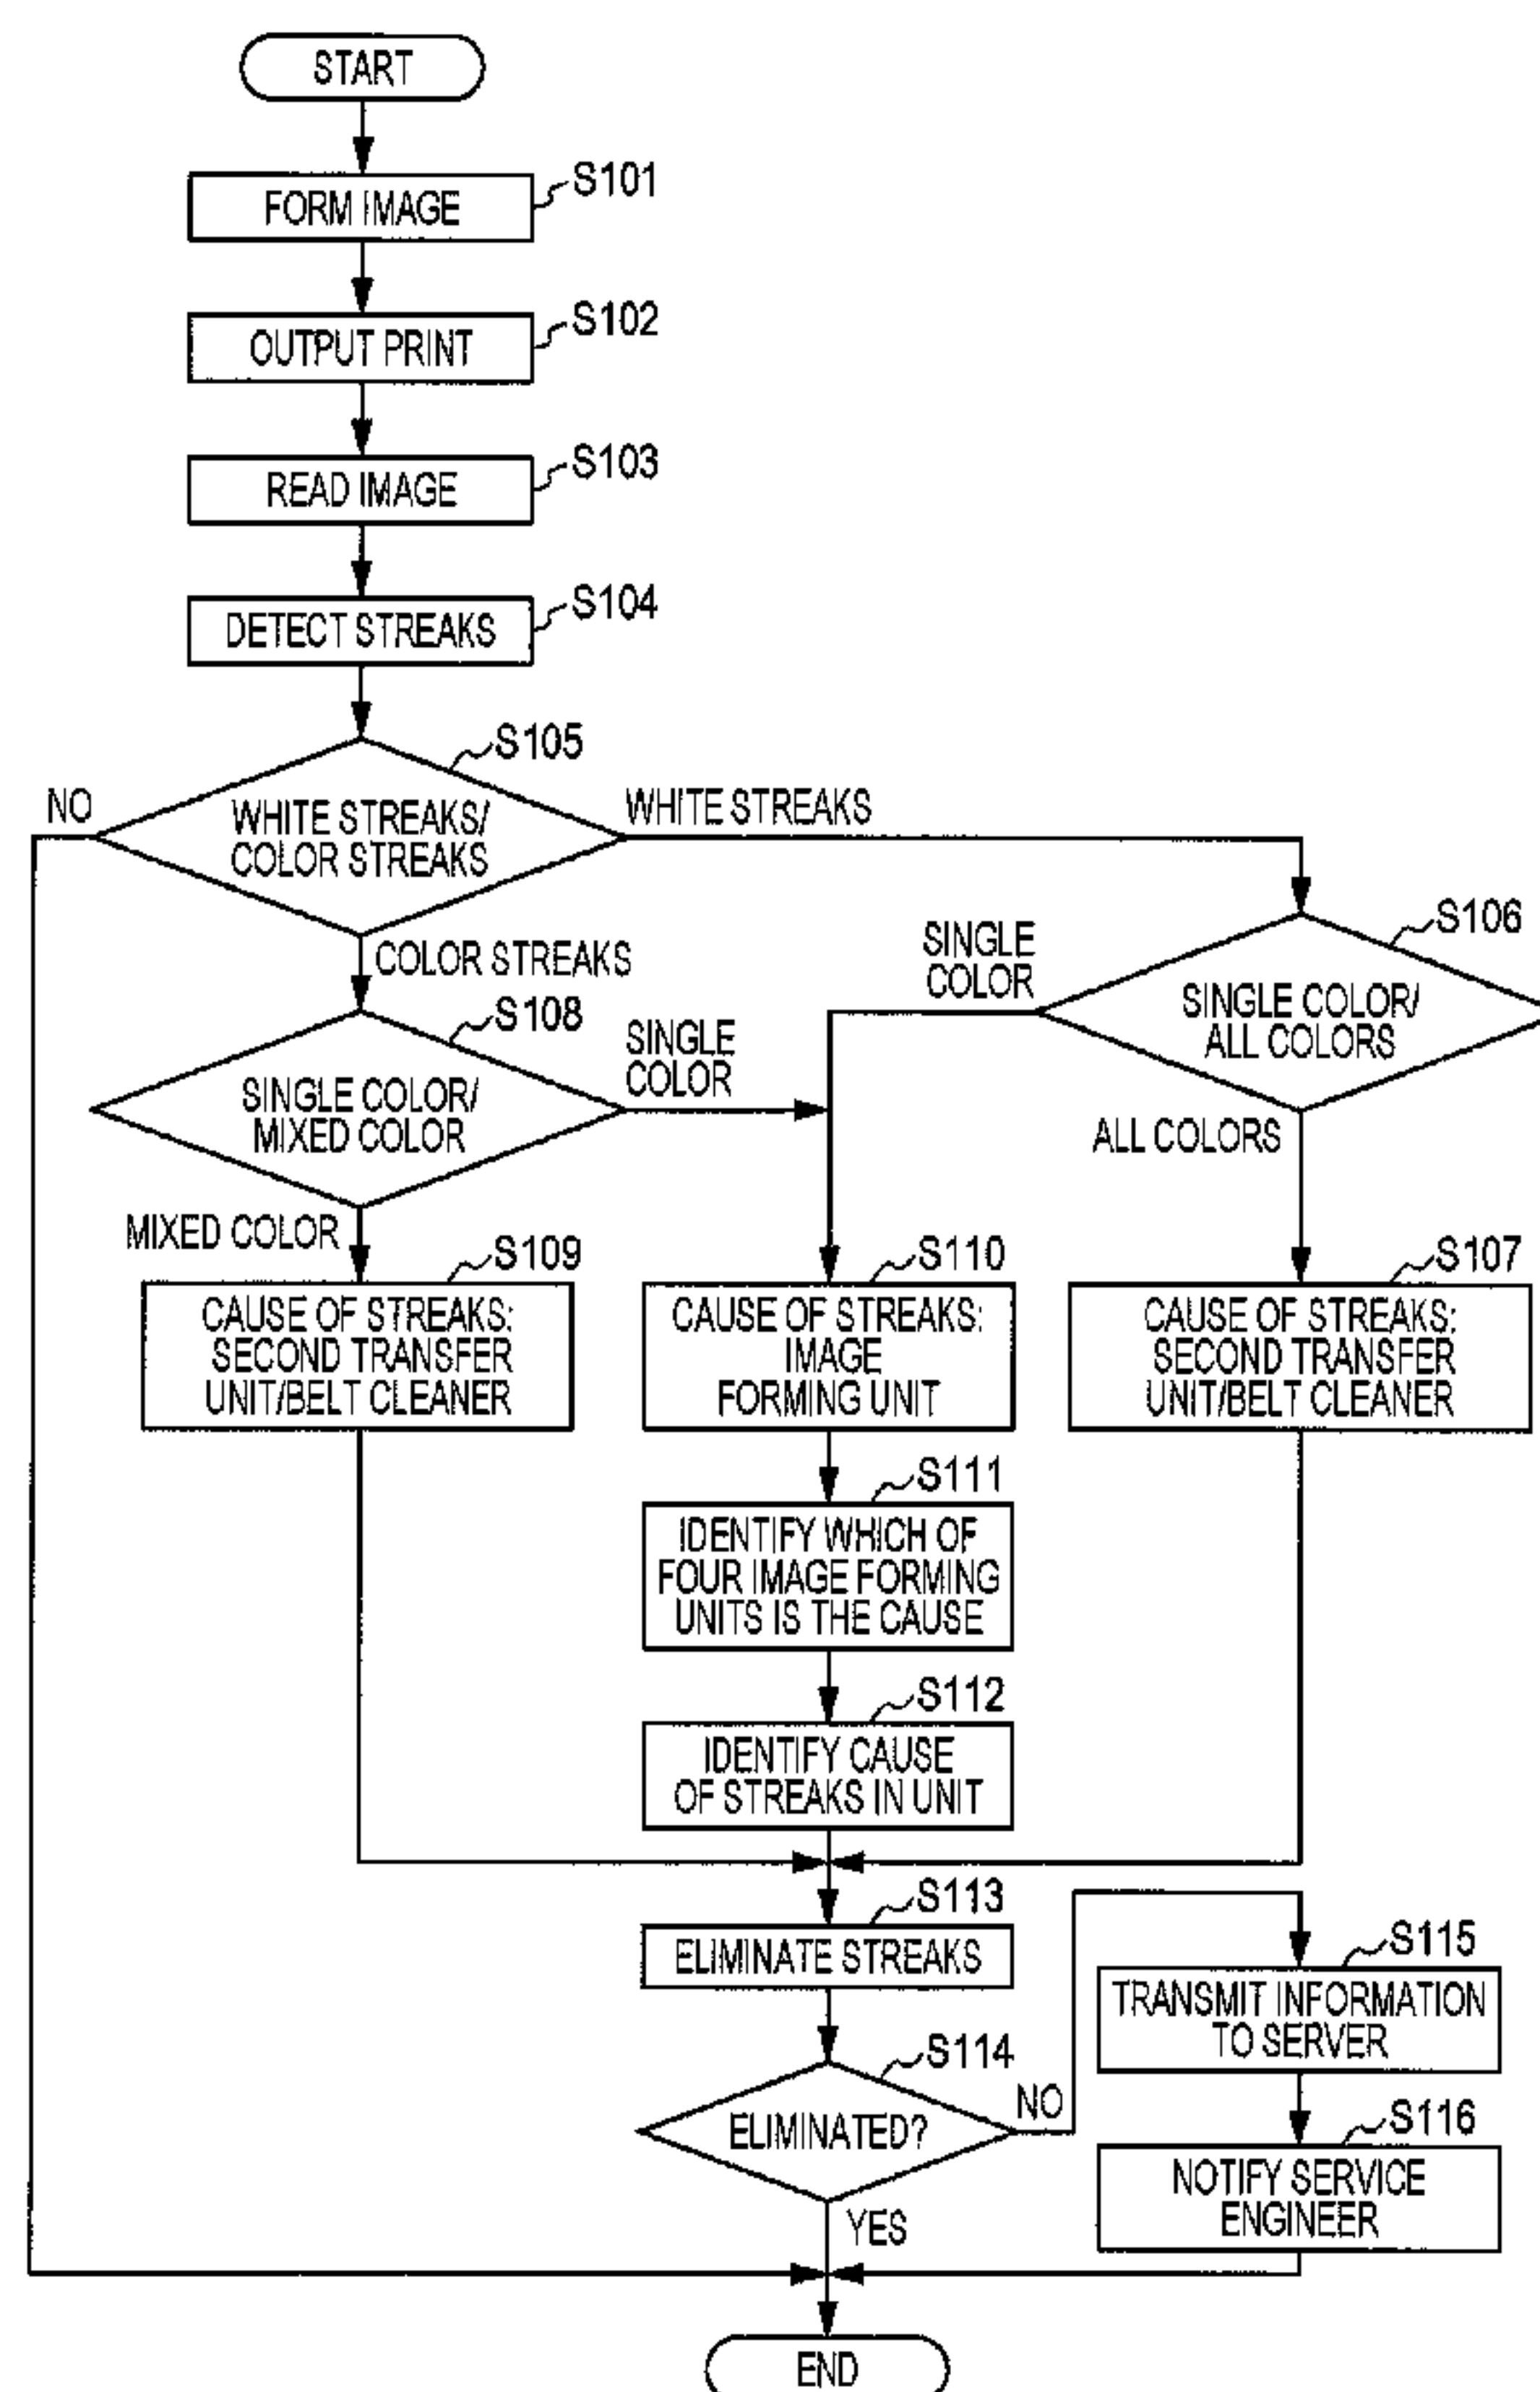 START
S101
FORM IMAGE
S102
OUTPUT PRINT
S103
READ IMAGE
S104
DETECT STREAKS
S105
NO
WHITE STREAKS/
COLOR STREAKS
WHITE STREAKS
COLOR STREAKS
S106
SINGLE
COLOR
SINGLE COLOR/
ALL COLORS
ALL COLORS
S108
SINGLE COLOR/
MIXED COLOR
SINGLE
COLOR
MIXED COLOR
S109
CAUSE OF STREAKS:
SECOND TRANSFER
UNIT/BELT CLEANER
S110
CAUSE OF STREAKS:
IMAGE
FORMING UNIT
S107
CAUSE OF STREAKS:
SECOND TRANSFER
UNIT/BELT CLEANER
S111
IDENTIFY WHICH OF
FOUR IMAGE FORMING
UNITS IS THE CAUSE
S112
IDENTIFY CAUSE
OF STREAKS IN UNIT
S113
ELIMINATE STREAKS
S114
ELIMINATED?
NO
YES
S115
TRANSMIT INFORMATION
TO SERVER
S116
NOTIFY SERVICE
ENGINEER
END